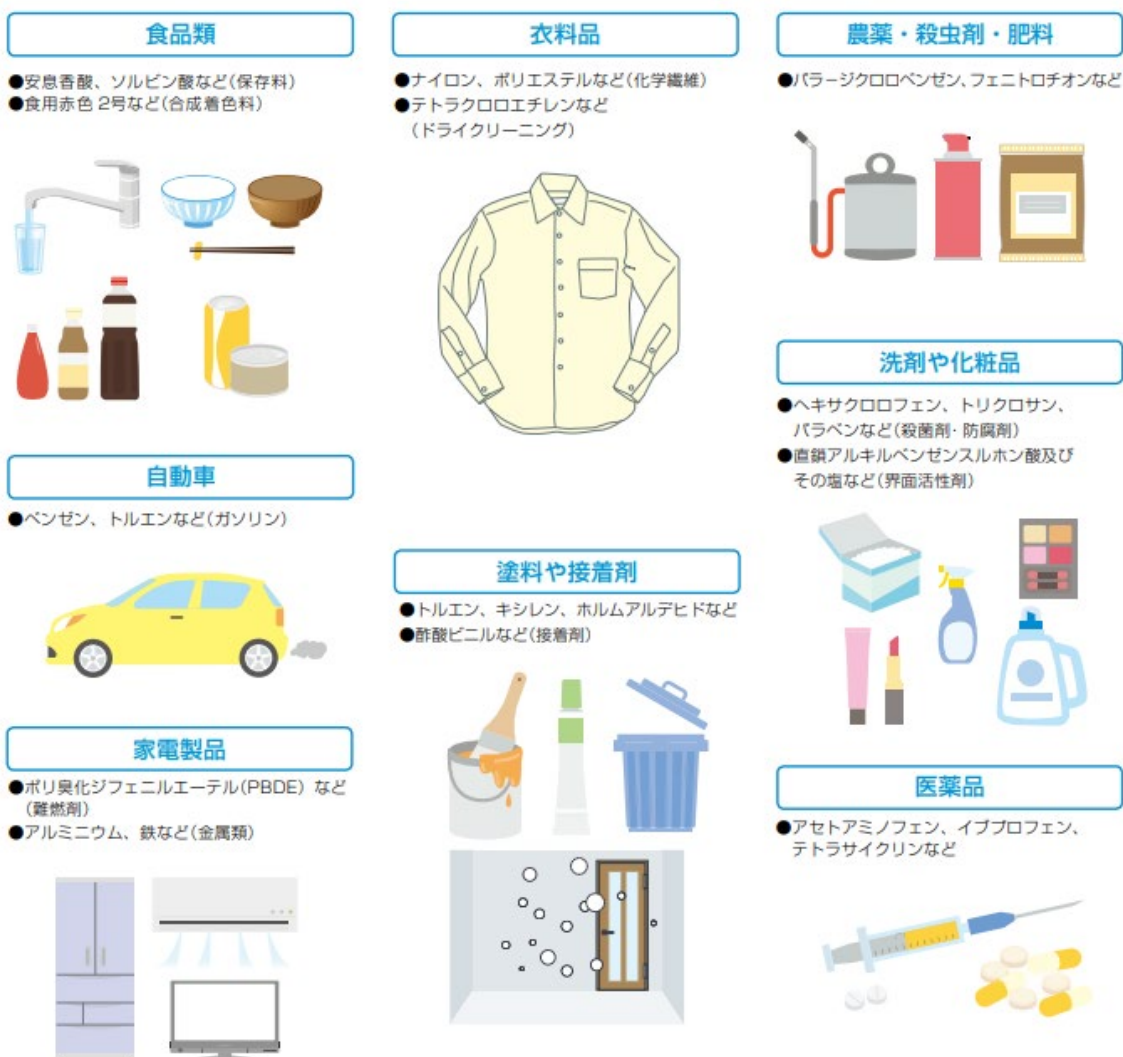 食品類
●安息香酸、ソルビン酸など(保存料)
●食用赤色 2号など(合成着色料)
自動車
●ベンゼン、トルエンなど(ガソリン)
家電製品
●ポリ臭化ジフェニルエーテル(PBDE) など
(難燃剤)
●アルミニウム、鉄など(金属類)
衣料品
●ナイロン、ポリエステルなど(化学繊維)
●テトラクロロエチレンなど
(ドライクリーニング)
塗料や接着剤
●トルエン、キシレン、ホルムアルデヒドなど
●酢酸ビニルなど(接着剤)
農薬・殺虫剤・肥料
●パラージクロロベンゼン、フェニトロチオンなど
洗剤や化粧品
●ヘキサクロロフェン、トリクロサン、
パラベンなど(殺菌剤・防腐剤)
●直鎖アルキルベンゼンスルホン酸及び
その塩など(界面活性剤)
医薬品
●アセトアミノフェン、イブプロフェン、
テトラサイクリンなど